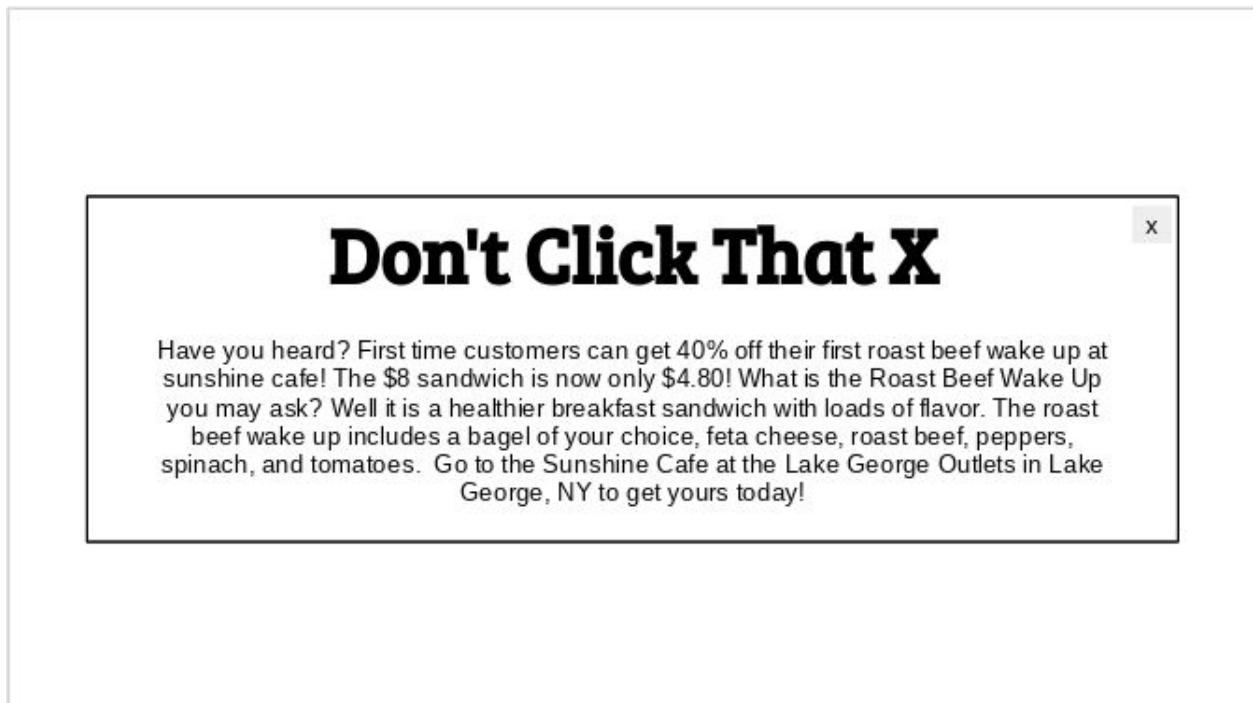 Don't Click That X
x
Have you heard? First time customers can get 40% off their first roast beef wake up at
sunshine cafe! The $8 sandwich is now only $4.80! What is the Roast Beef Wake Up
you may ask? Well it is a healthier breakfast sandwich with loads of flavor. The roast
beef wake up includes a bagel of your choice, feta cheese, roast beef, peppers,
spinach, and tomatoes.  Go to the Sunshine Cafe at the Lake George Outlets in Lake
George, NY to get yours today!